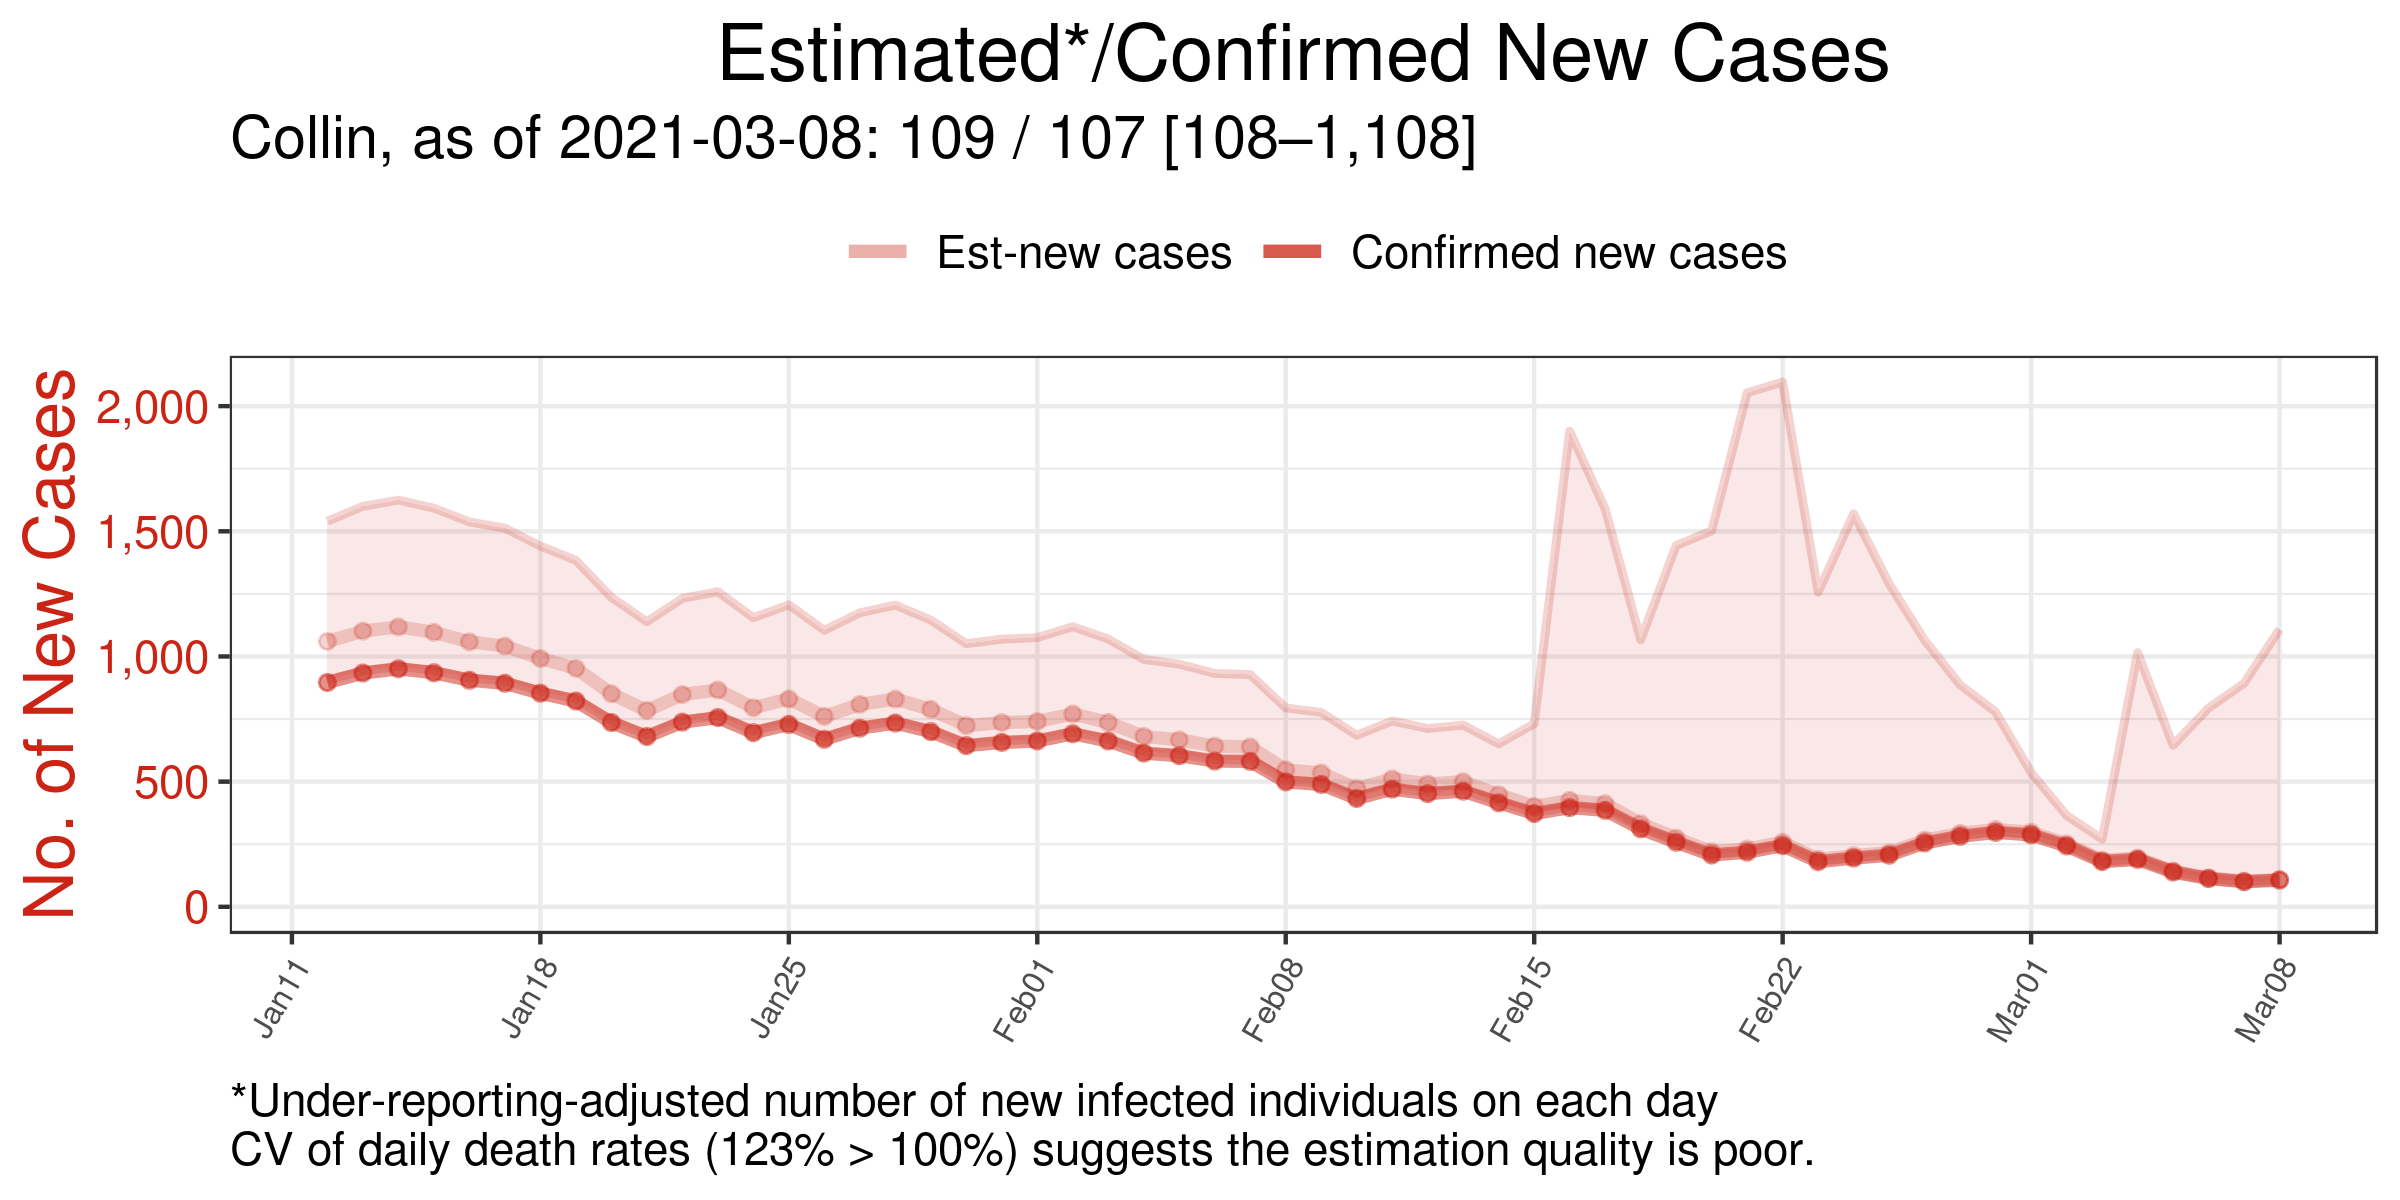 Estimated*/Confirmed New Cases
Collin, as of 2021-03-08: 109 / 107 [108–1,108]
Est-new cases Confirmed new cases
No. of New Cases
2,000
1,500
1,000
500
0
Jan11 Jan18 Jan25 Feb01 Feb08 Feb15 Feb22 Mar01 Mar08
*Under-reporting-adjusted number of new infected individuals on each day
CV of daily death rates (123% > 100%) suggests the estimation quality is poor.